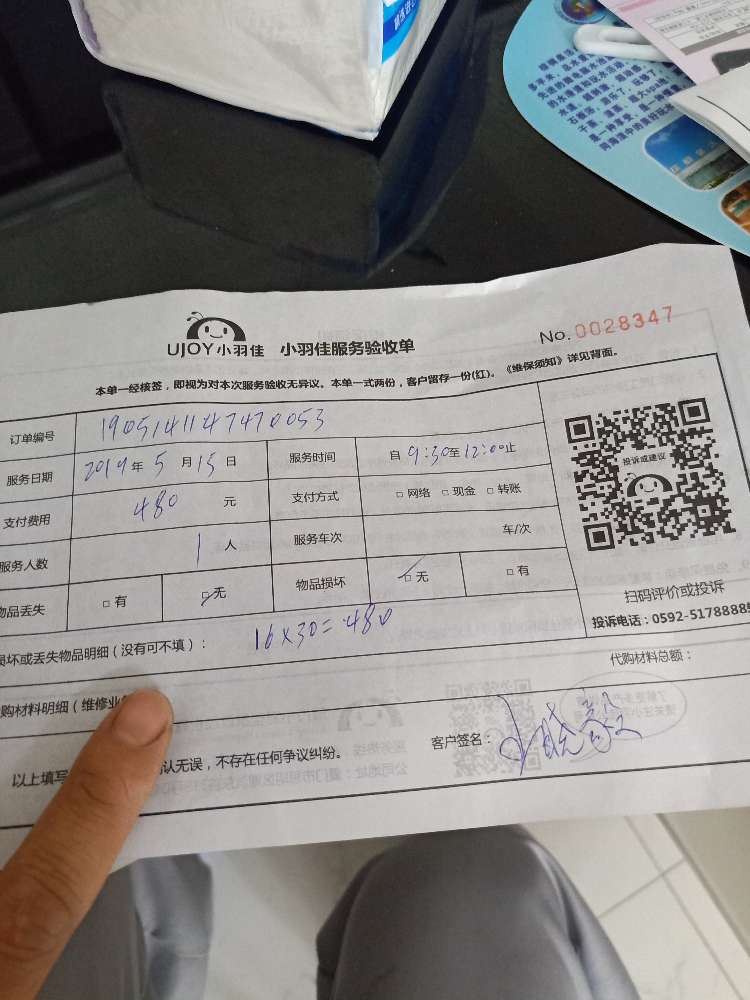 UJOY小羽佳 小羽佳服务验收单
No.0028347
本单一经核签，即视为对本次服务验收无异议。本单一式两份，客户留存一份(红)。《维保须知》详见背面。
订单编号 1905141147470053
服务日期 2019年5月15日 服务时间 自9:30至12:00止
支付费用 480 元 支付方式 □网络 □现金 □转账
服务人数 1人 服务车次 车/次
物品丢失 □有 □无 物品损坏 □无 □有
投诉或建议
扫码评价或投诉
投诉电话：0592-5178888
损坏或丢失物品明细（没有可不填）： 16×30=480
代购材料总额：
购材料明细（维修业
以上填写
认无误，不存在任何争议纠纷。
客户签名：